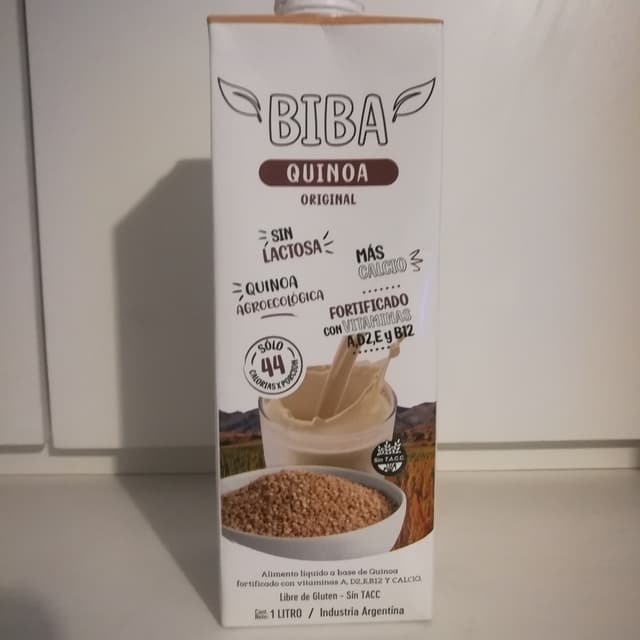 BIBA
QUINOA
ORIGINAL
SIN
LACTOSA
MÁS
CALCIO
QUINOA
AGROECOLÓGICA
FORTIFICADO
CON VITAMINAS
A,D2,E y B12
SÓLO
44
CALORIAS X PORCION
Sin T.A.C.C.
Alimento líquido a base de Quinoa
fortificado con vitaminas A, D2,E,B12 Y CALCIO.
Libre de Gluten - Sin TACC
Cont.
Neto: 1 LITRO / Industria Argentina